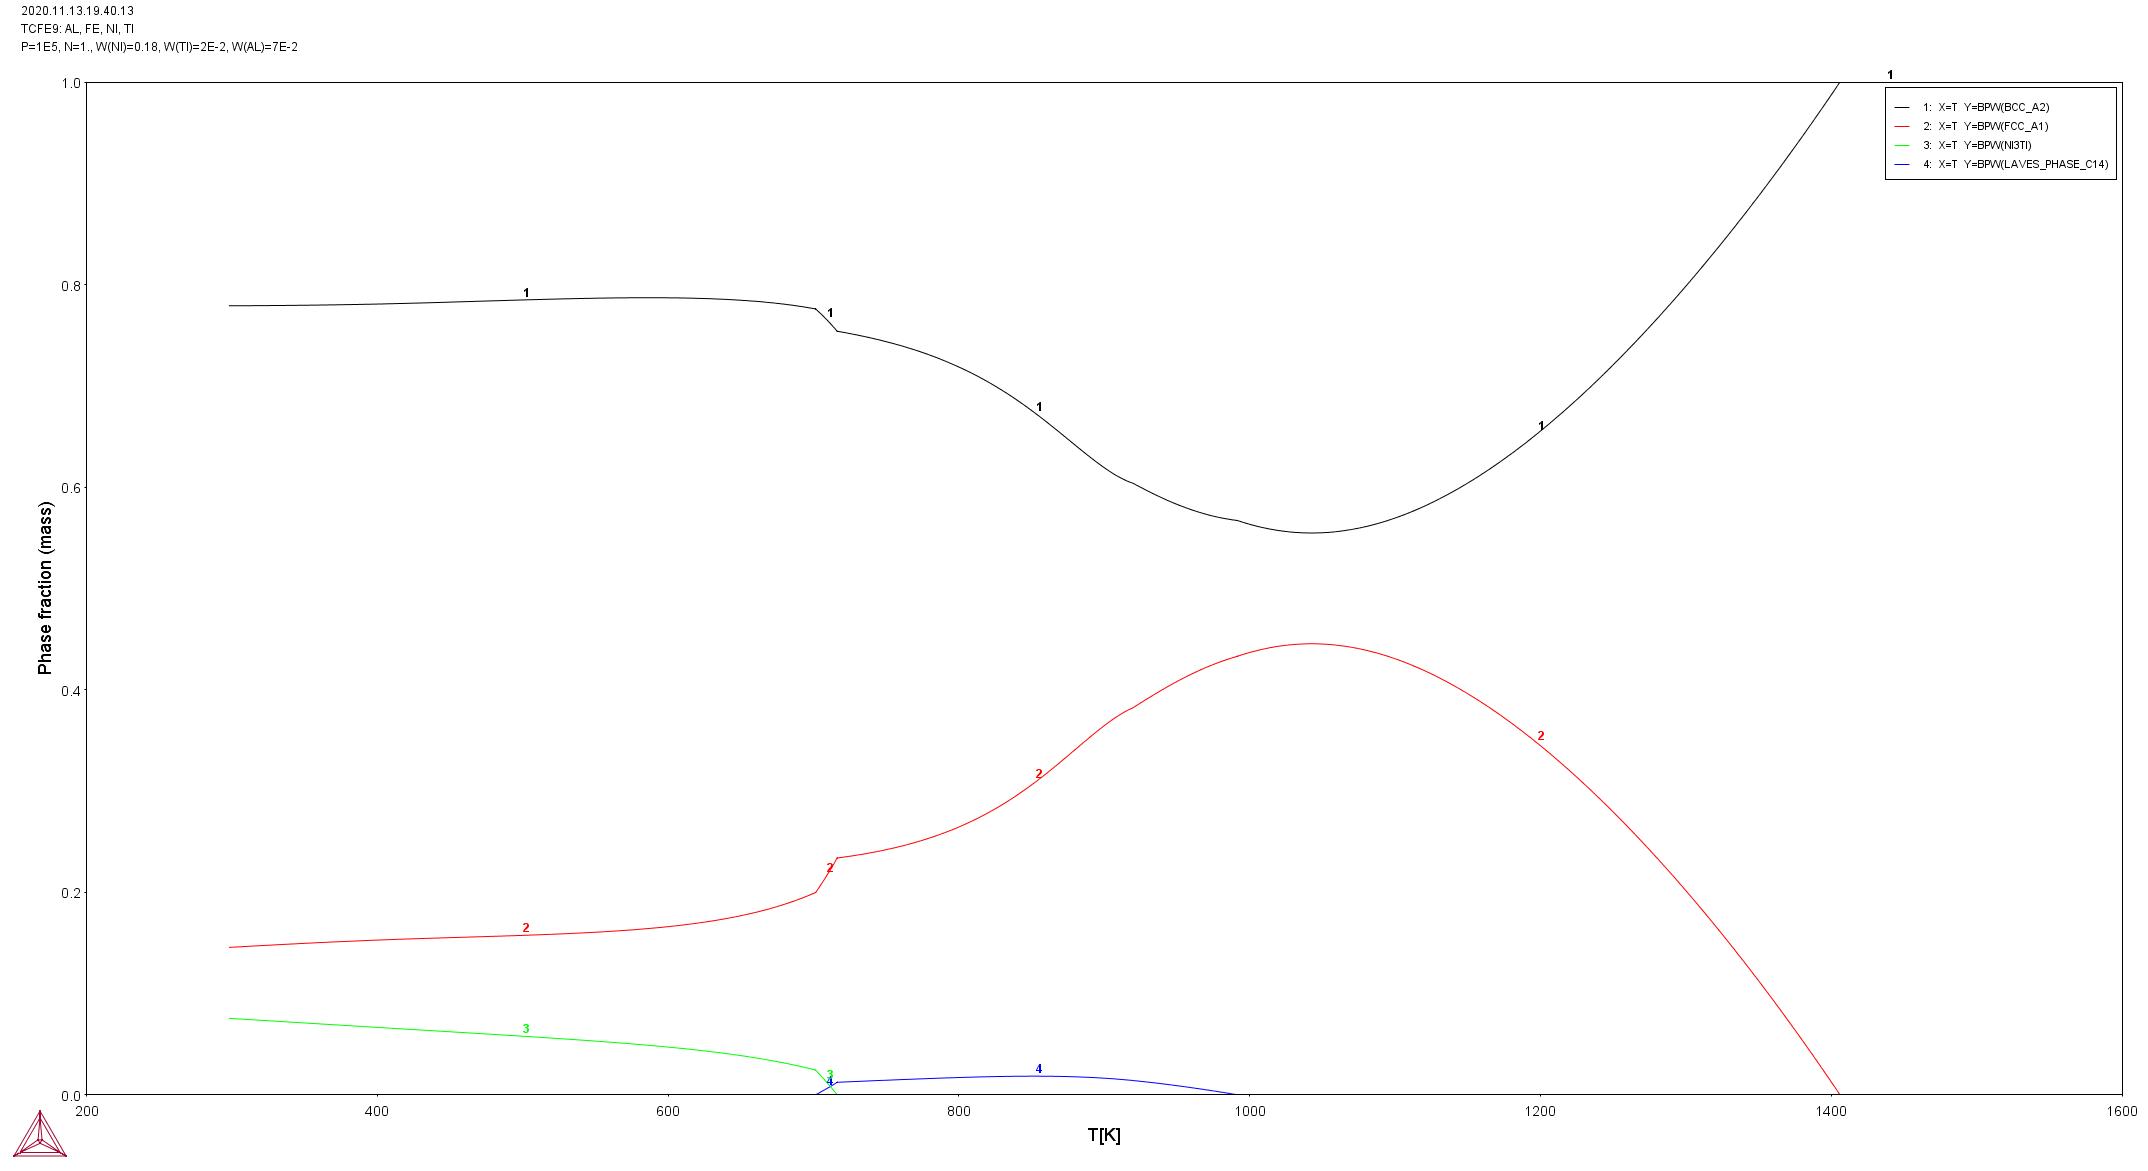 2020.11.13.19.40.13
TCFE9: AL, FE, NI, TI
P=1E5, N=1., W(NI)=0.18, W(TI)=2E-2, W(AL)=7E-2
1
1.0
1: X=T Y=BPW(BCC_A2)
2: X=T Y=BPW(FCC_A1)
3: X=T Y=BPW(NI3TI)
4: X=T Y=BPW(LAVES_PHASE_C14)
0.8
1
1
1
1
0.6
Phase fraction (mass)
0.4
2
2
2
0.2
2
3
3
4
4
0.0
200 400 600 800 1000 1200 1400 1600
T[K]